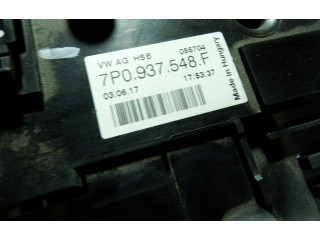 VW AG HSB 055704
7P0.937.548.F
03.06.17 17:53:37
Made in Hungary